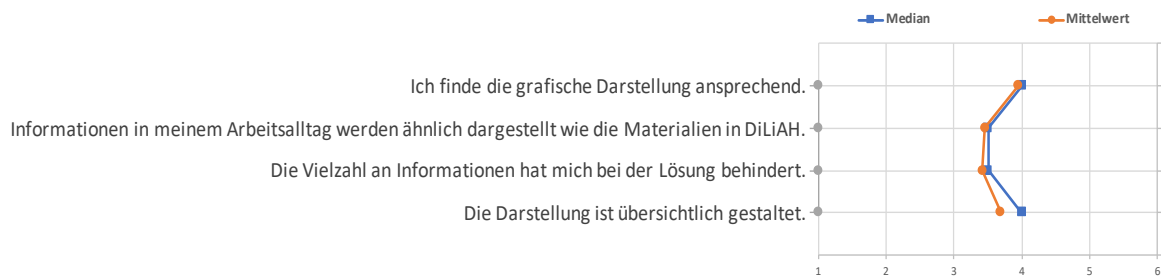 Median Mittelwert
Ich finde die grafische Darstellung ansprechend.
Informationen in meinem Arbeitsalltag werden ähnlich dargestellt wie die Materialien in DiLiAH.
Die Vielzahl an Informationen hat mich bei der Lösung behindert.
Die Darstellung ist übersichtlich gestaltet.
1 2 3 4 5 6